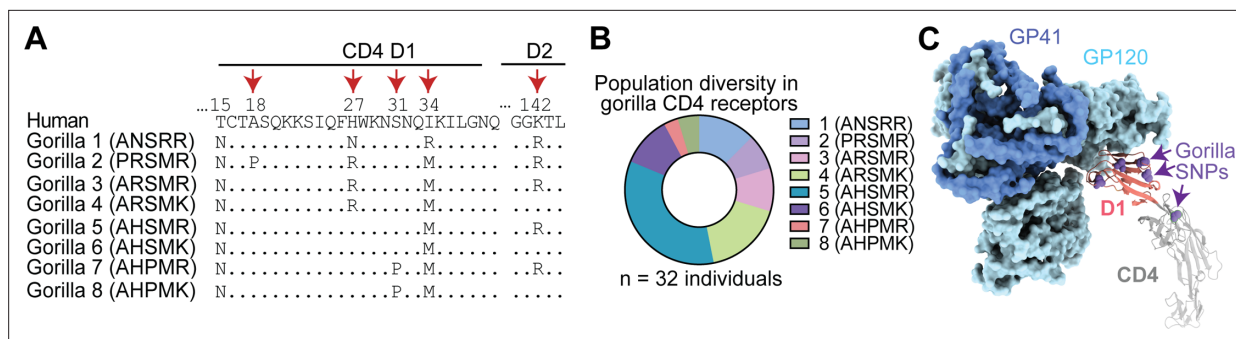 A
CD4 D1 D2
...15 18 27 31 34 ... 142
Human TCTASQKKSIQFHWKNSNQIKILGNQ GGKTL
Gorilla 1 (ANSRR) N...........N......R...... ..R..
Gorilla 2 (PRSMR) N..P........R......M...... ..R..
Gorilla 3 (ARSMR) N...........R......M...... ..R..
Gorilla 4 (ARSMK) N...........R......M...... .....
Gorilla 5 (AHSMR) N..................M...... ..R..
Gorilla 6 (AHSMK) N..................M...... .....
Gorilla 7 (AHPMR) N...............P..M...... ..R..
Gorilla 8 (AHPMK) N...............P..M...... .....
B
Population diversity in
gorilla CD4 receptors
1 (ANSRR)
2 (PRSMR)
3 (ARSMR)
4 (ARSMK)
5 (AHSMR)
6 (AHSMK)
7 (AHPMR)
8 (AHPMK)
n = 32 individuals
C
GP41
GP120
Gorilla
SNPs
D1
CD4